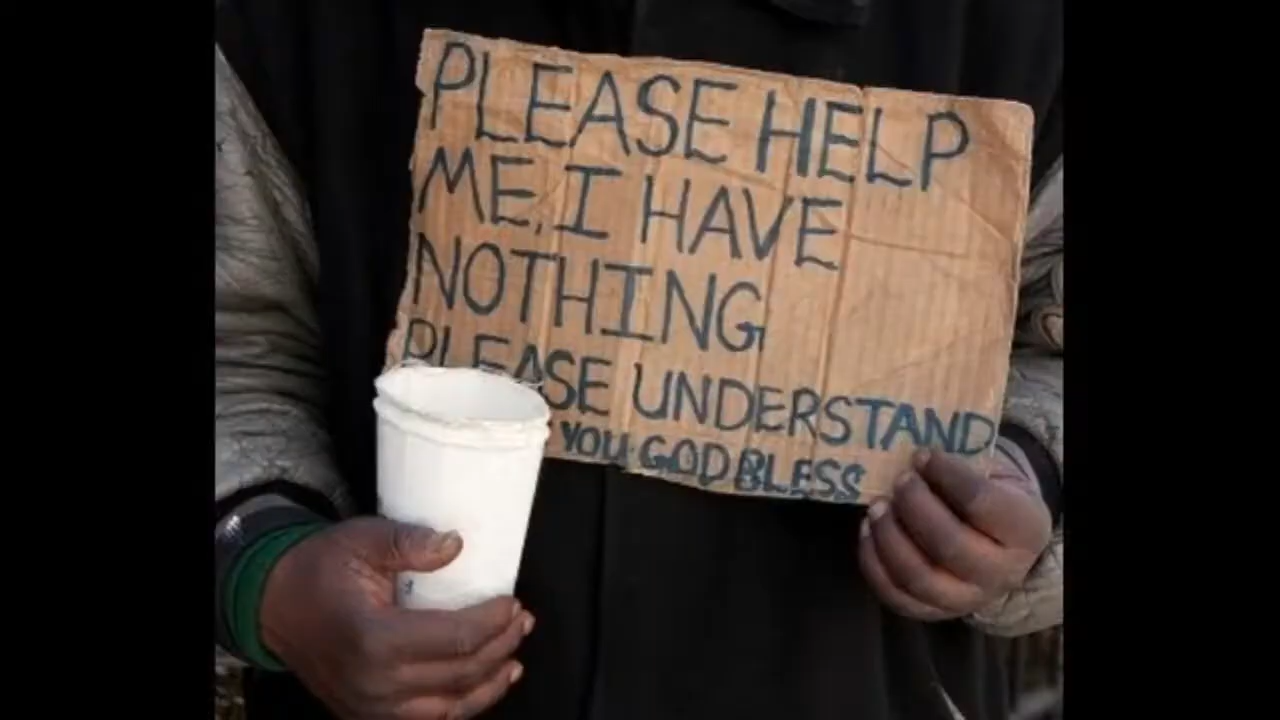 PLEASE HELP
ME, I HAVE
NOTHING
PLEASE UNDERSTAND
YOU GOD BLESS